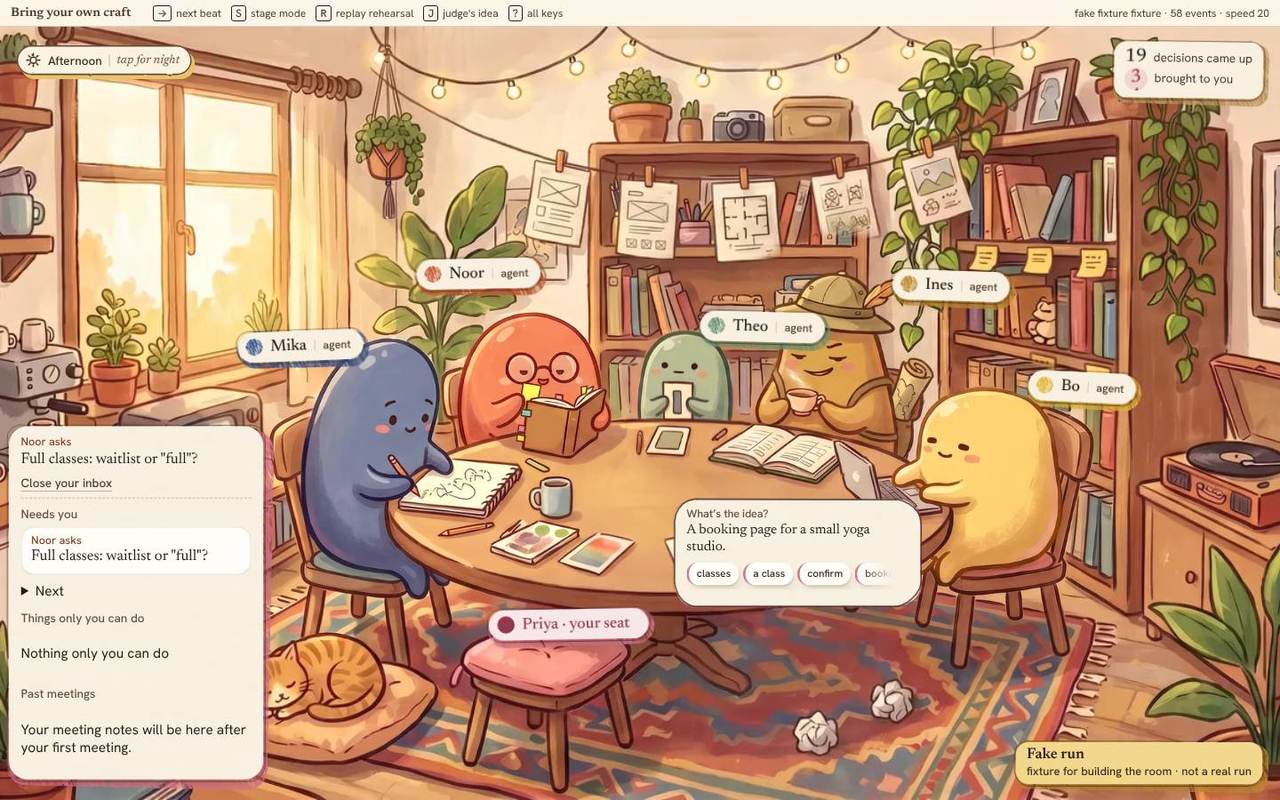 Bring your own craft
→ next beat S stage mode R replay rehearsal J judge's idea ? all keys
fake fixture fixture · 58 events · speed 20
Afternoon tap for night
19 decisions came up
3 brought to you
Noor agent
Ines agent
Theo agent
Mika agent
Bo agent
Noor asks
Full classes: waitlist or "full"?
Close your inbox
Needs you
Noor asks
Full classes: waitlist or "full"?
Next
Things only you can do
Nothing only you can do
Past meetings
Your meeting notes will be here after
your first meeting.
What's the idea?
A booking page for a small yoga
studio.
classes a class confirm book
Priya · your seat
Fake run
fixture for building the room · not a real run